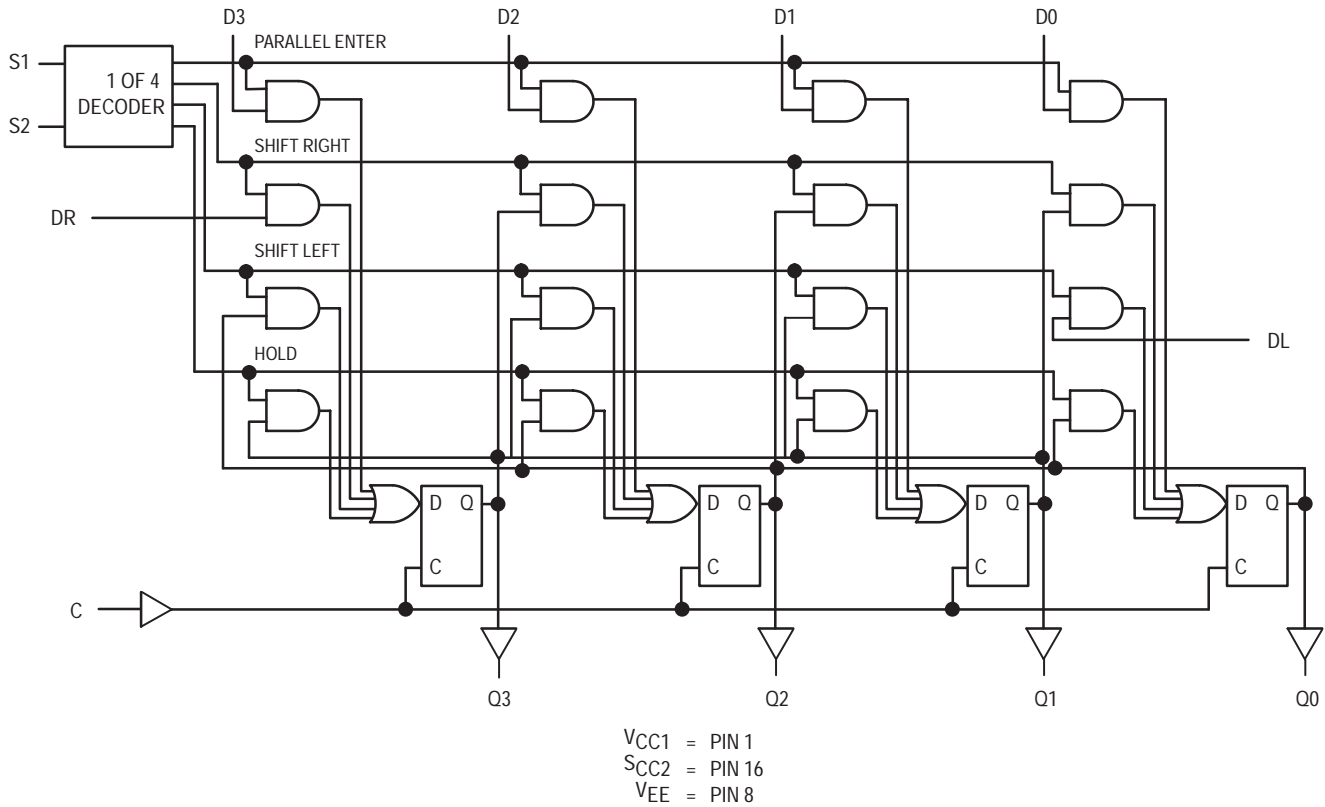 D3 D2 D1 D0
PARALLEL ENTER
S1
1 OF 4
DECODER
S2
SHIFT RIGHT
DR
SHIFT LEFT
DL
HOLD
D Q D Q D Q D Q
C C C C
C
Q3 Q2 Q1 Q0
VCC1 = PIN 1
SCC2 = PIN 16
VEE = PIN 8